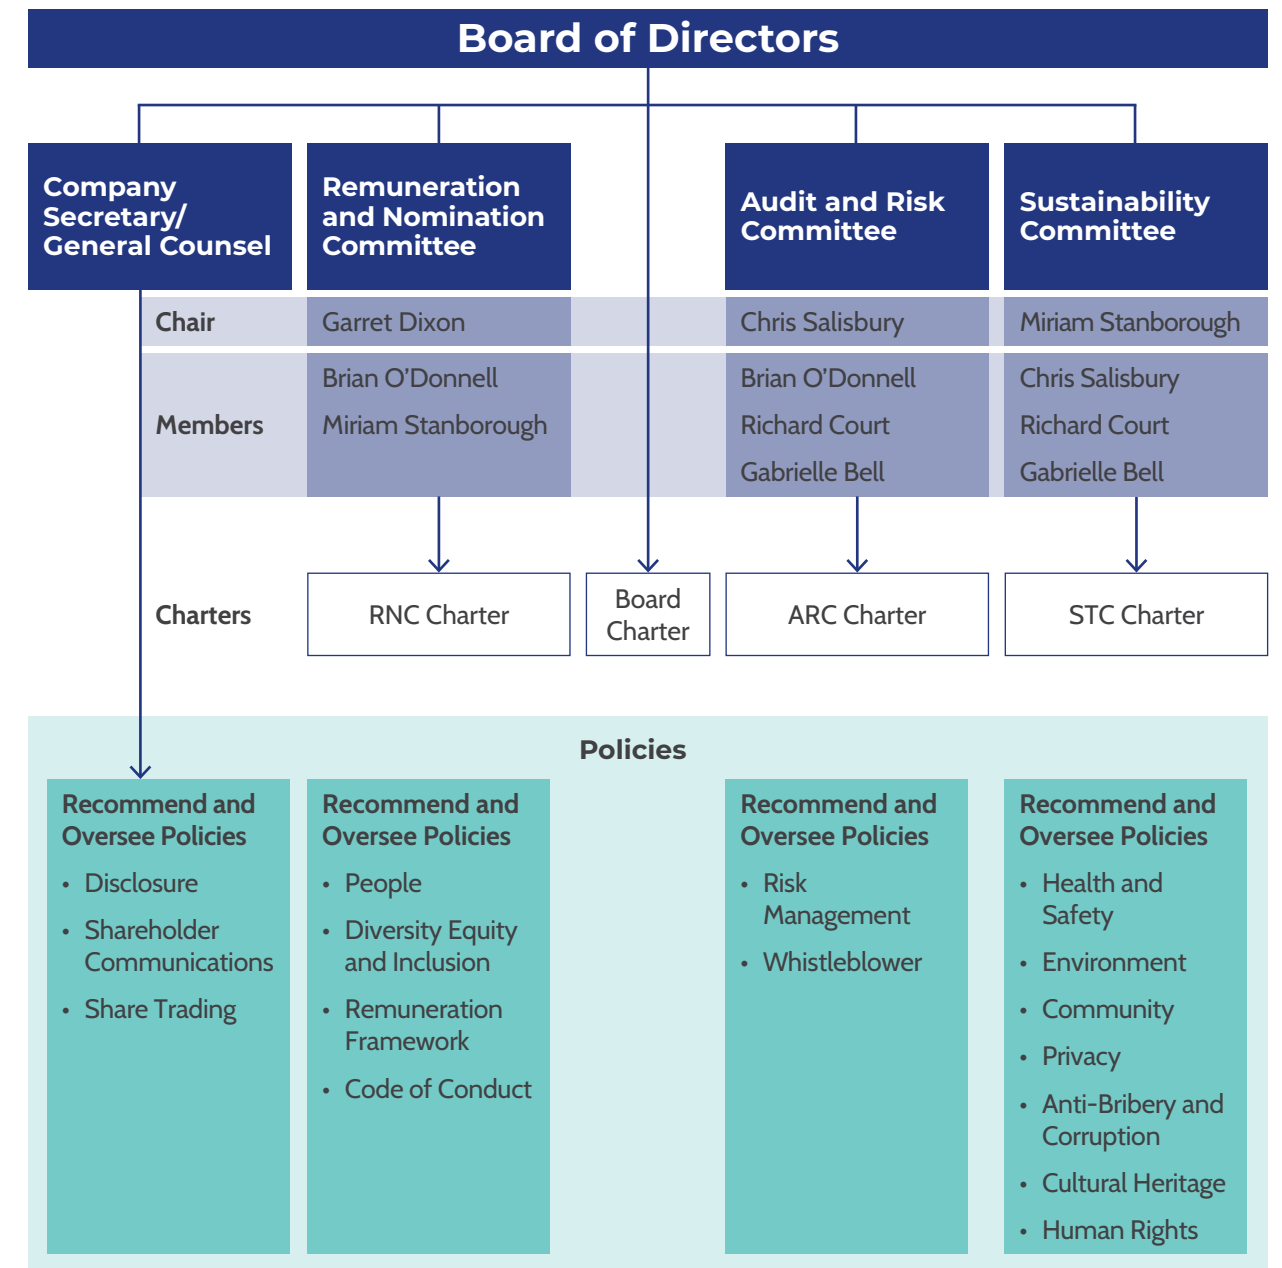 Board of Directors
Company
Secretary/
General Counsel
Remuneration
and Nomination
Committee
Audit and Risk
Committee
Sustainability
Committee
Chair
Garret Dixon
Chris Salisbury
Miriam Stanborough
Members
Brian O’Donnell
Miriam Stanborough
Brian O’Donnell
Richard Court
Gabrielle Bell
Chris Salisbury
Richard Court
Gabrielle Bell
Charters
RNC Charter
Board
Charter
ARC Charter
STC Charter
Policies
Recommend and
Oversee Policies
• Disclosure
• Shareholder
Communications
• Share Trading
Recommend and
Oversee Policies
• People
• Diversity Equity
and Inclusion
• Remuneration
Framework
• Code of Conduct
Recommend and
Oversee Policies
• Risk
Management
• Whistleblower
Recommend and
Oversee Policies
• Health and
Safety
• Environment
• Community
• Privacy
• Anti-Bribery and
Corruption
• Cultural Heritage
• Human Rights